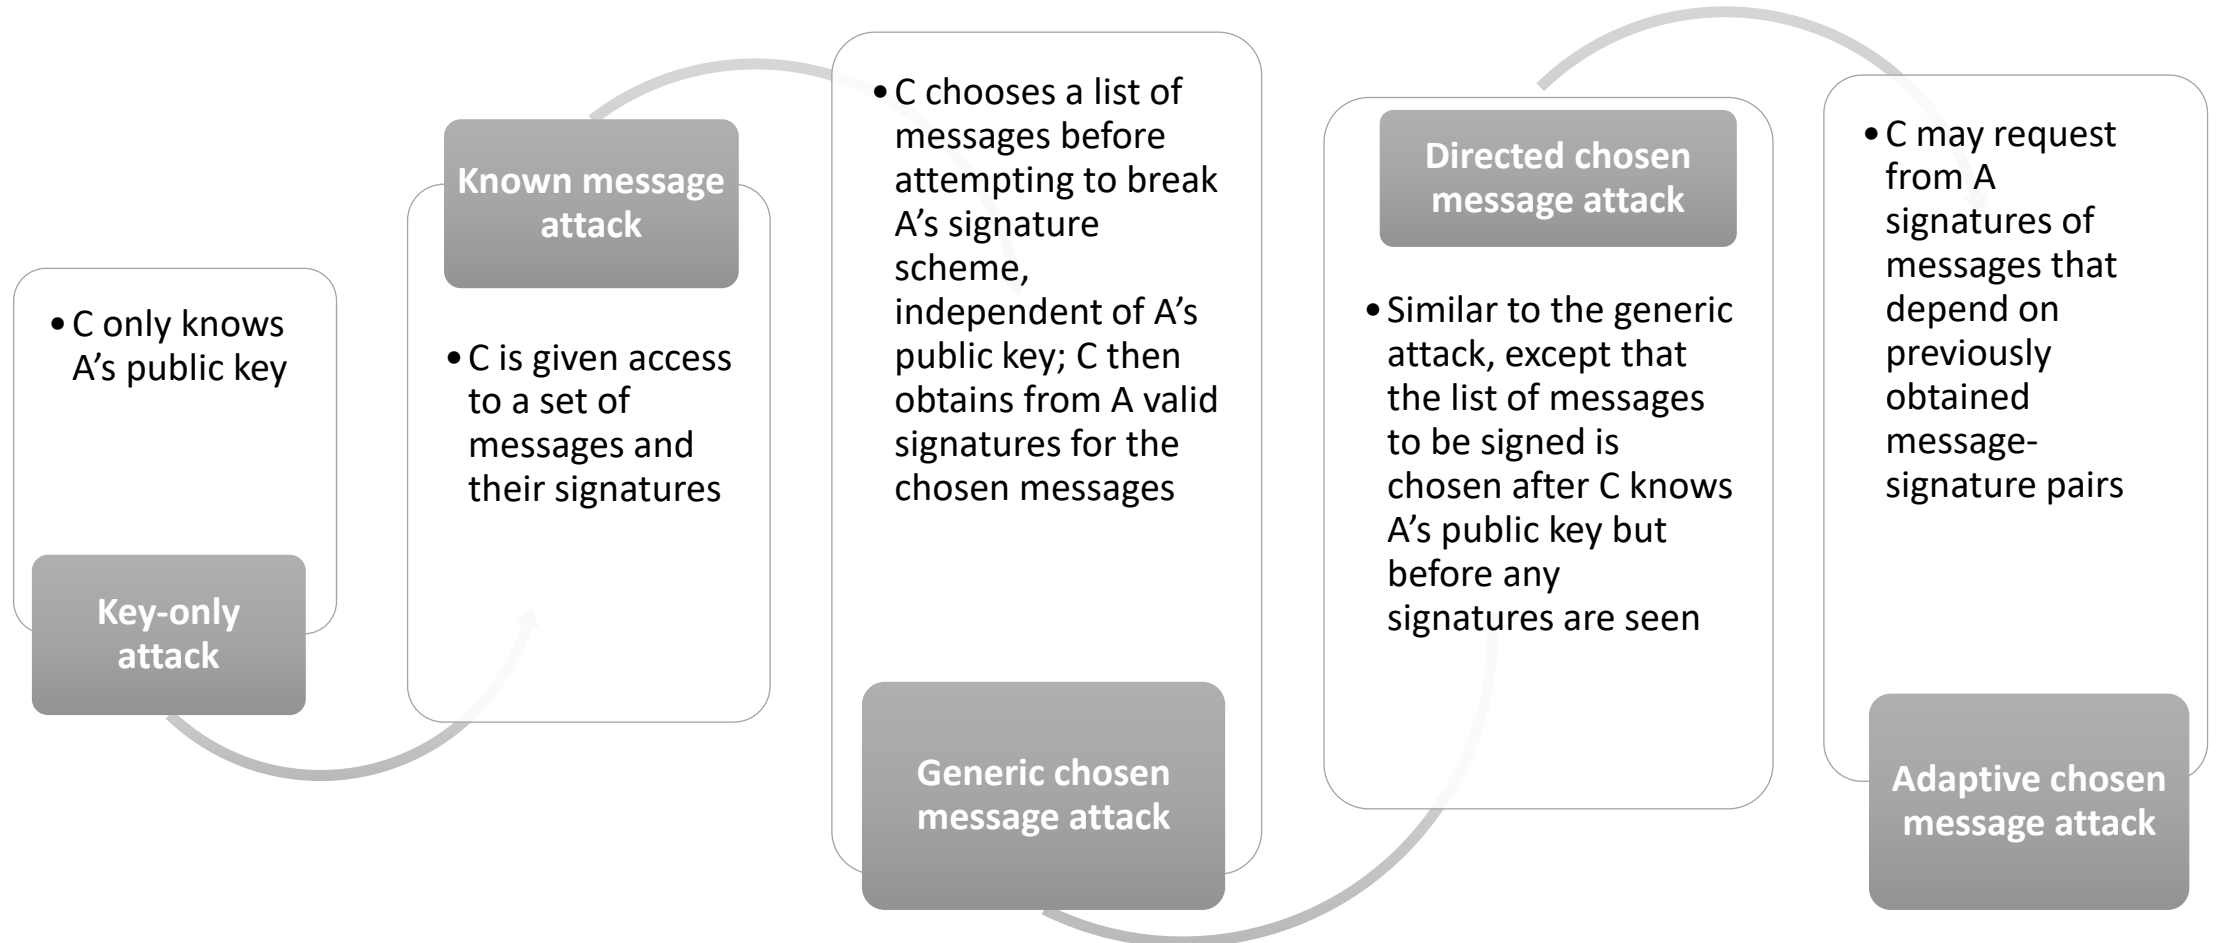 • C only knows
A’s public key
Key-only
attack
Known message
attack
• C is given access
to a set of
messages and
their signatures
• C chooses a list of
messages before
attempting to break
A’s signature
scheme,
independent of A’s
public key; C then
obtains from A valid
signatures for the
chosen messages
Generic chosen
message attack
Directed chosen
message attack
• Similar to the generic
attack, except that
the list of messages
to be signed is
chosen after C knows
A’s public key but
before any
signatures are seen
• C may request
from A
signatures of
messages that
depend on
previously
obtained
message-
signature pairs
Adaptive chosen
message attack